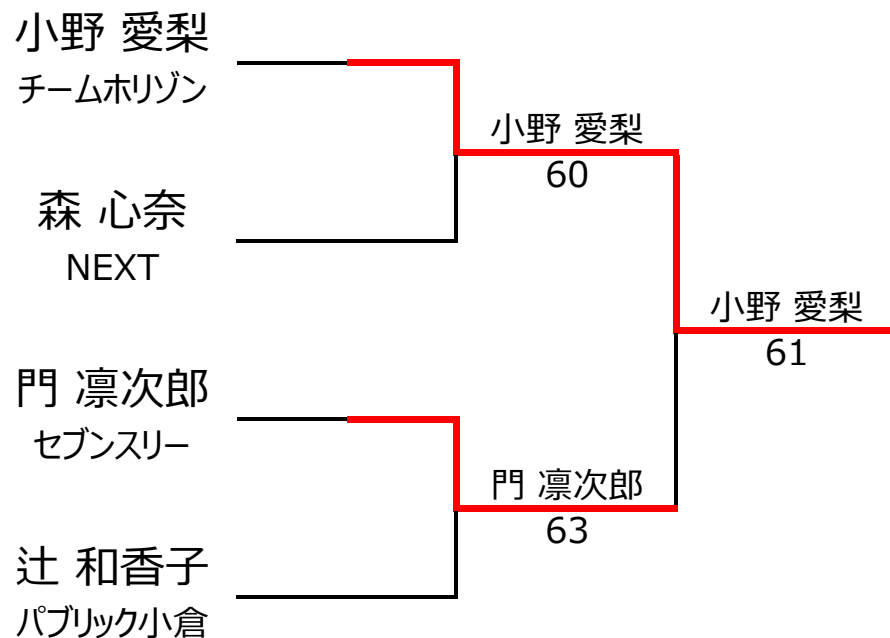 小野 愛梨
チームホリゾン
小野 愛梨
60
森 心奈
NEXT
小野 愛梨
61
門 凛次郎
セブンスリー
門 凛次郎
63
辻 和香子
パブリック小倉